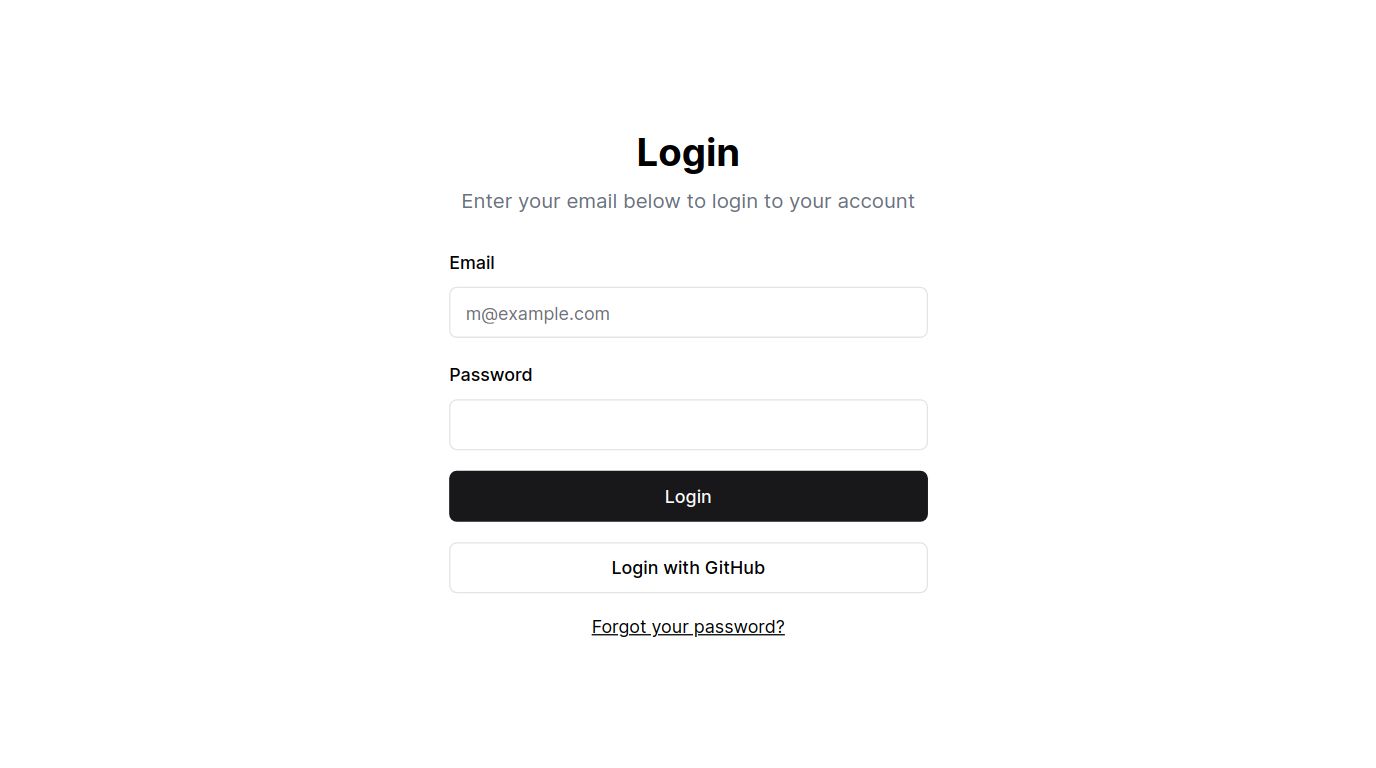 Login
Enter your email below to login to your account
Email
m@example.com
Password
Login
Login with GitHub
Forgot your password?